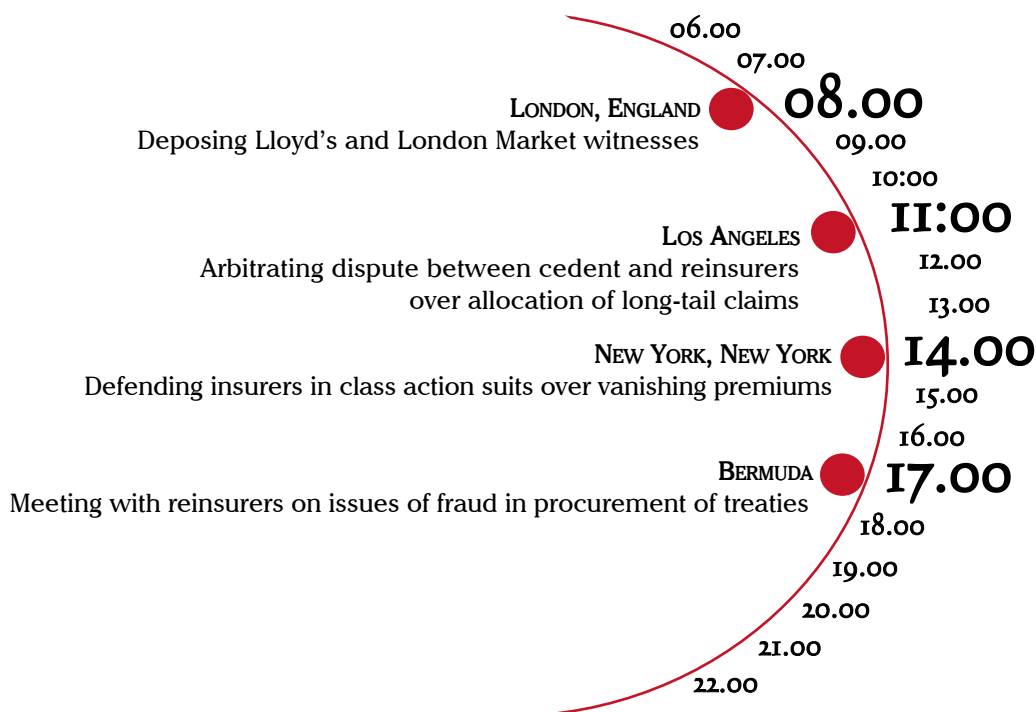 06.00
07.00
LONDON, ENGLAND 08.00
Deposing Lloyd's and London Market witnesses
09.00
10:00
LOS ANGELES 11:00
Arbitrating dispute between cedent and reinsurers
over allocation of long-tail claims
12.00
13.00
NEW YORK, NEW YORK 14.00
Defending insurers in class action suits over vanishing premiums
15.00
16.00
BERMUDA 17.00
Meeting with reinsurers on issues of fraud in procurement of treaties
18.00
19.00
20.00
21.00
22.00